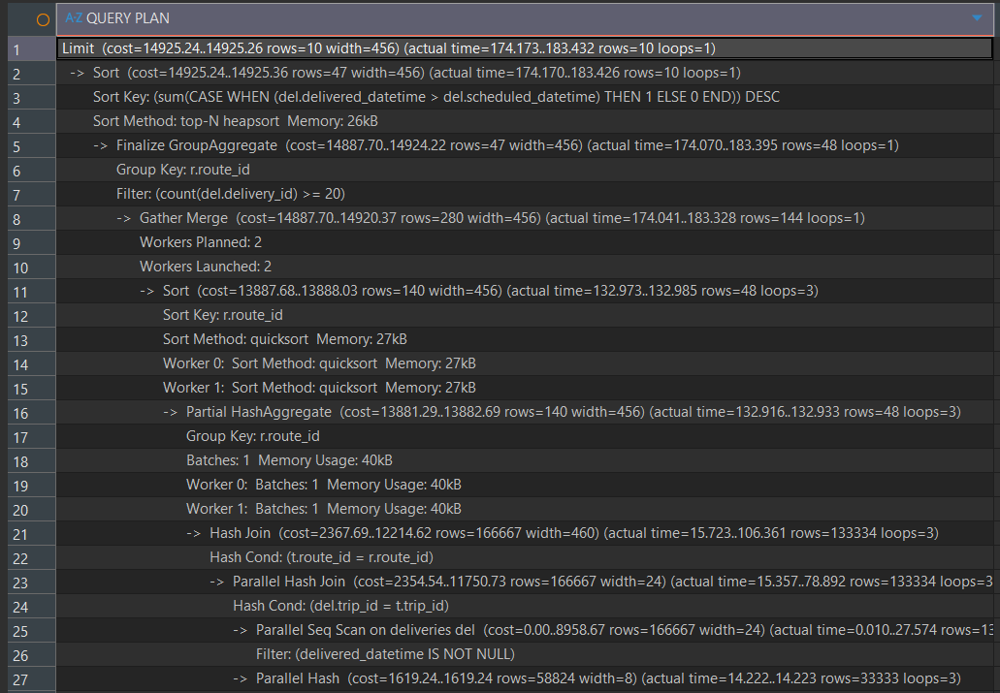 A-Z QUERY PLAN
1 Limit (cost=14925.24..14925.26 rows=10 width=456) (actual time=174.173..183.432 rows=10 loops=1)
2 -> Sort (cost=14925.24..14925.36 rows=47 width=456) (actual time=174.170..183.426 rows=10 loops=1)
3 Sort Key: (sum(CASE WHEN (del.delivered_datetime > del.scheduled_datetime) THEN 1 ELSE 0 END)) DESC
4 Sort Method: top-N heapsort Memory: 26kB
5 -> Finalize GroupAggregate (cost=14887.70..14924.22 rows=47 width=456) (actual time=174.070..183.395 rows=48 loops=1)
6 Group Key: r.route_id
7 Filter: (count(del.delivery_id) >= 20)
8 -> Gather Merge (cost=14887.70..14920.37 rows=280 width=456) (actual time=174.041..183.328 rows=144 loops=1)
9 Workers Planned: 2
10 Workers Launched: 2
11 -> Sort (cost=13887.68..13888.03 rows=140 width=456) (actual time=132.973..132.985 rows=48 loops=3)
12 Sort Key: r.route_id
13 Sort Method: quicksort Memory: 27kB
14 Worker 0: Sort Method: quicksort Memory: 27kB
15 Worker 1: Sort Method: quicksort Memory: 27kB
16 -> Partial HashAggregate (cost=13881.29..13882.69 rows=140 width=456) (actual time=132.916..132.933 rows=48 loops=3)
17 Group Key: r.route_id
18 Batches: 1 Memory Usage: 40kB
19 Worker 0: Batches: 1 Memory Usage: 40kB
20 Worker 1: Batches: 1 Memory Usage: 40kB
21 -> Hash Join (cost=2367.69..12214.62 rows=166667 width=460) (actual time=15.723..106.361 rows=133334 loops=3)
22 Hash Cond: (t.route_id = r.route_id)
23 -> Parallel Hash Join (cost=2354.54..11750.73 rows=166667 width=24) (actual time=15.357..78.892 rows=133334 loops=3
24 Hash Cond: (del.trip_id = t.trip_id)
25 -> Parallel Seq Scan on deliveries del (cost=0.00..8958.67 rows=166667 width=24) (actual time=0.010..27.574 rows=13
26 Filter: (delivered_datetime IS NOT NULL)
27 -> Parallel Hash (cost=1619.24..1619.24 rows=58824 width=8) (actual time=14.222..14.223 rows=33333 loops=3)